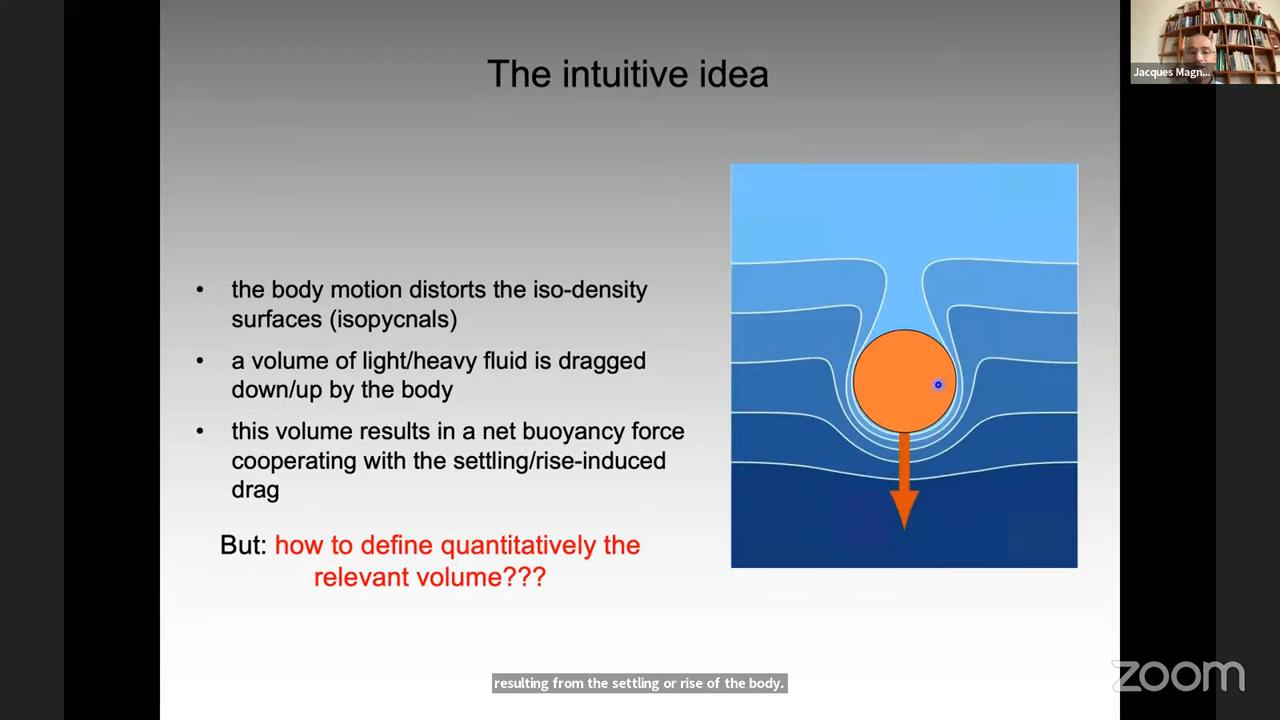 The intuitive idea
Jacques Magn...
• the body motion distorts the iso-density
surfaces (isopycnals)
• a volume of light/heavy fluid is dragged
down/up by the body
• this volume results in a net buoyancy force
cooperating with the settling/rise-induced
drag
But: how to define quantitatively the
relevant volume???
resulting from the settling or rise of the body.
zoom